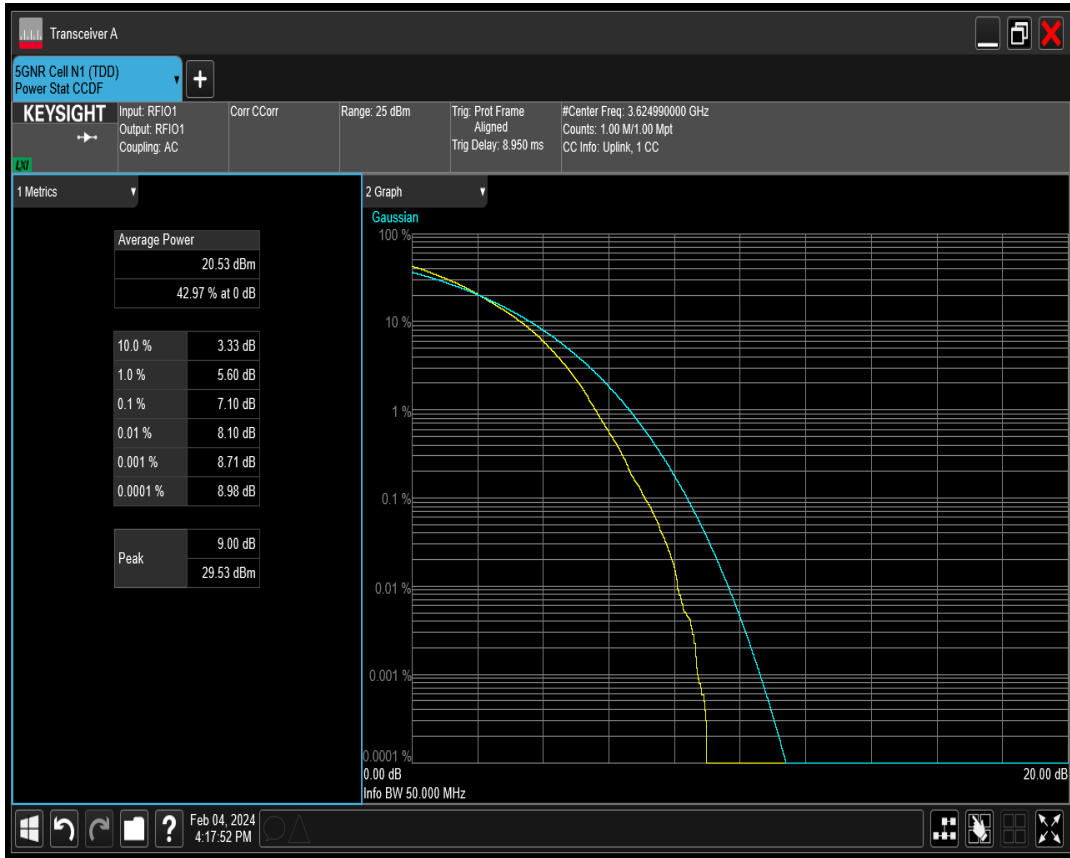 Transceiver A
5GNR Cell N1 (TDD)
Power Stat CCDF
+
KEYSIGHT
LXI
Input: RFIO1
Output: RFIO1
Coupling: AC
Corr CCorr
Range: 25 dBm
Trig: Prot Frame
Aligned
Trig Delay: 8.950 ms
#Center Freq: 3.624990000 GHz
Counts: 1.00 M/1.00 Mpt
CC Info: Uplink, 1 CC
1 Metrics
Average Power
20.53 dBm
42.97 % at 0 dB
10.0 % 3.33 dB
1.0 % 5.60 dB
0.1 % 7.10 dB
0.01 % 8.10 dB
0.001 % 8.71 dB
0.0001 % 8.98 dB
Peak
9.00 dB
29.53 dBm
2 Graph
Gaussian
100 %
10 %
1 %
0.1 %
0.01 %
0.001 %
0.0001 %
0.00 dB 20.00 dB
Info BW 50.000 MHz
?
Feb 04, 2024
4:17:52 PM